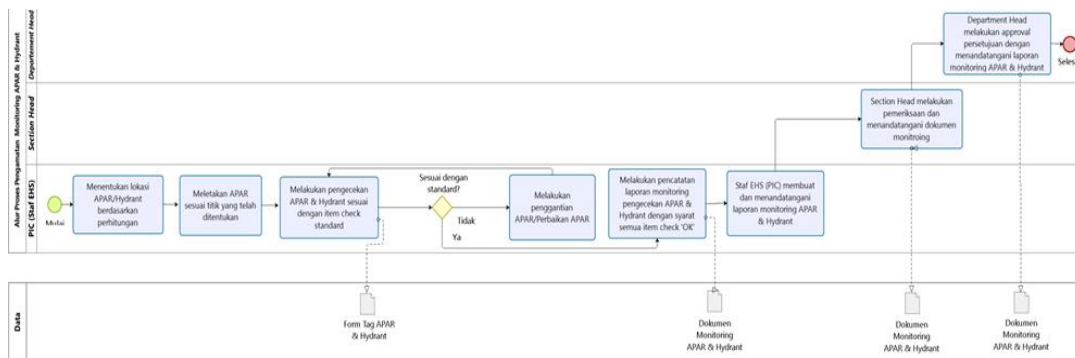 Alur Proses Pengamatan Monitoring APAR & Hydrant
Departement Head
Department Head
melakukan approval
persetujuan dengan
menandatangani laporan
monitoring APAR & Hydrant
Section Head
Section Head melakukan
pemeriksaan dan
menandatangani dokumen
monitroing
PIC (Staf EHS)
Mulai
Menentukan lokasi
APAR/Hydrant
berdasarkan
perhitungan
Meletakan APAR
sesuai titik yang telah
ditentukan
Melakukan pengecekan
APAR & Hydrant sesuai
dengan item check
standard
Sesuai dengan
standard?
Tidak
Ya
Melakukan
penggantian
APAR/Perbaikan APAR
Melakukan pencatatan
laporan monitoring
pengecekan APAR &
Hydrant dengan syarat
semua item check 'OK'
Staf EHS (PIC) membuat
dan menandatangani
laporan monitoring APAR
& Hydrant
Data
Form Tag APAR
& Hydrant
Dokumen
Monitoring
APAR & Hydrant
Dokumen
Monitoring
APAR & Hydrant
Dokumen
Monitoring
APAR & Hydrant